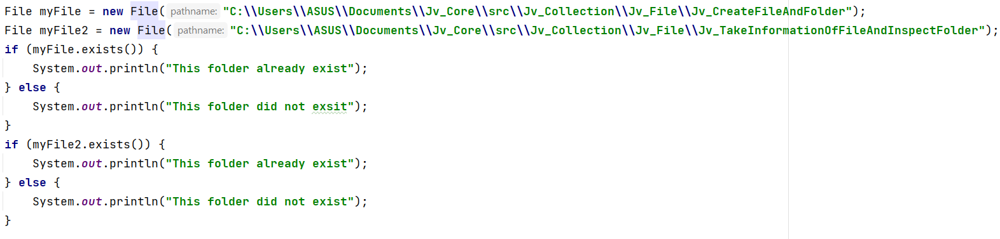 File myFile = new File( pathname: "C:\\Users\\ASUS\\Documents\\Jv_Core\\src\\Jv_Collection\\Jv_File\\Jv_CreateFileAndFolder");
File myFile2 = new File( pathname: "C:\\Users\\ASUS\\Documents\\Jv_Core\\src\\Jv_Collection\\Jv_File\\Jv_TakeInformationOfFileAndInspectFolder");
if (myFile.exists()) {
    System.out.println("This folder already exist");
} else {
    System.out.println("This folder did not exsit");
}
if (myFile2.exists()) {
    System.out.println("This folder already exist");
} else {
    System.out.println("This folder did not exist");
}